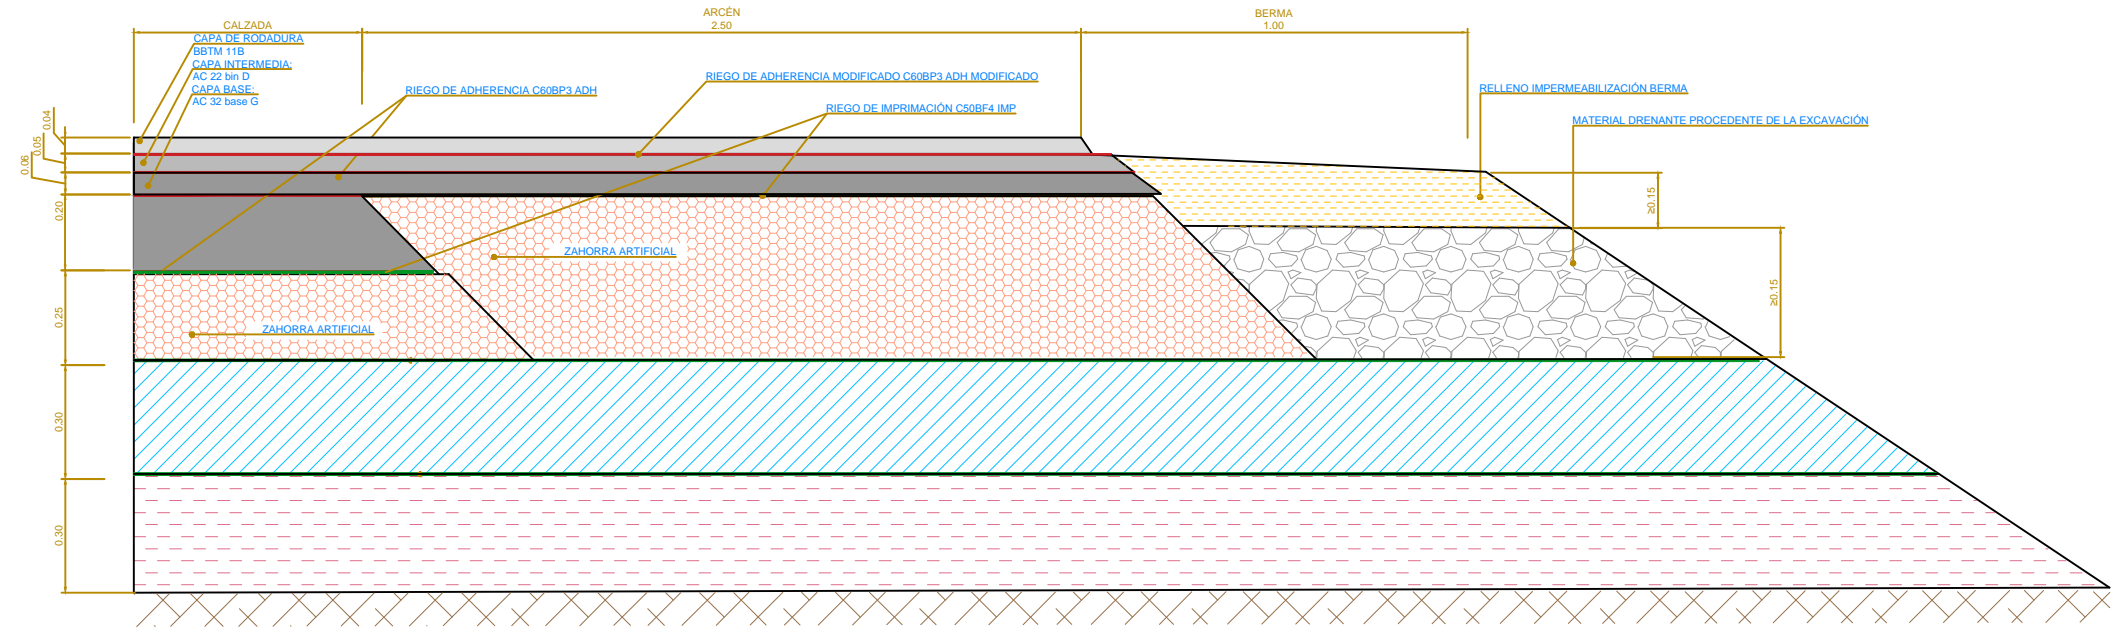 CALZADA
ARCÉN
2.50
BERMA
1.00
CAPA DE RODADURA
BBTM 11B
CAPA INTERMEDIA:
AC 22 bin D
CAPA BASE:
AC 32 base G
RIEGO DE ADHERENCIA C60BP3 ADH
RIEGO DE ADHERENCIA MODIFICADO C60BP3 ADH MODIFICADO
RIEGO DE IMPRIMACIÓN C50BF4 IMP
RELLENO IMPERMEABILIZACIÓN BERMA
MATERIAL DRENANTE PROCEDENTE DE LA EXCAVACIÓN
0.04
0.05
0.06
0.20
0.25
0.30
0.30
≥0.15
≥0.15
ZAHORRA ARTIFICIAL
ZAHORRA ARTIFICIAL